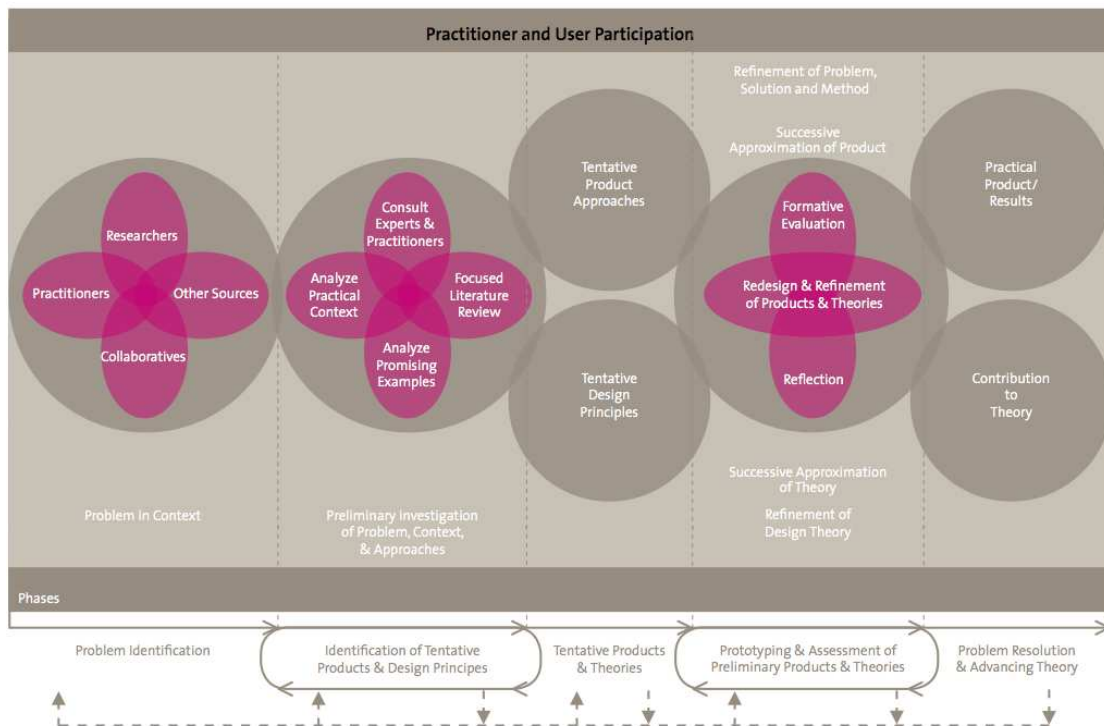 Practitioner and User Participation
Researchers
Practitioners
Other Sources
Collaboratives
Problem in Context
Consult
Experts &
Practitioners
Analyze
Practical
Context
Focused
Literature
Review
Analyze
Promising
Examples
Preliminary investigation
of Problem, Context,
& Approaches
Tentative
Product
Approaches
Tentative
Design
Principles
Refinement of Problem,
Solution and Method
Successive
Approximation of Product
Formative
Evaluation
Redesign & Refinement
of Products & Theories
Reflection
Successive Approximation
of Theory
Refinement of
Design Theory
Practical
Product/
Results
Contribution
to
Theory
Phases
Problem Identification
Identification of Tentative
Products & Design Principes
Tentative Products
& Theories
Prototyping & Assessment of
Preliminary Products & Theories
Problem Resolution
& Advancing Theory